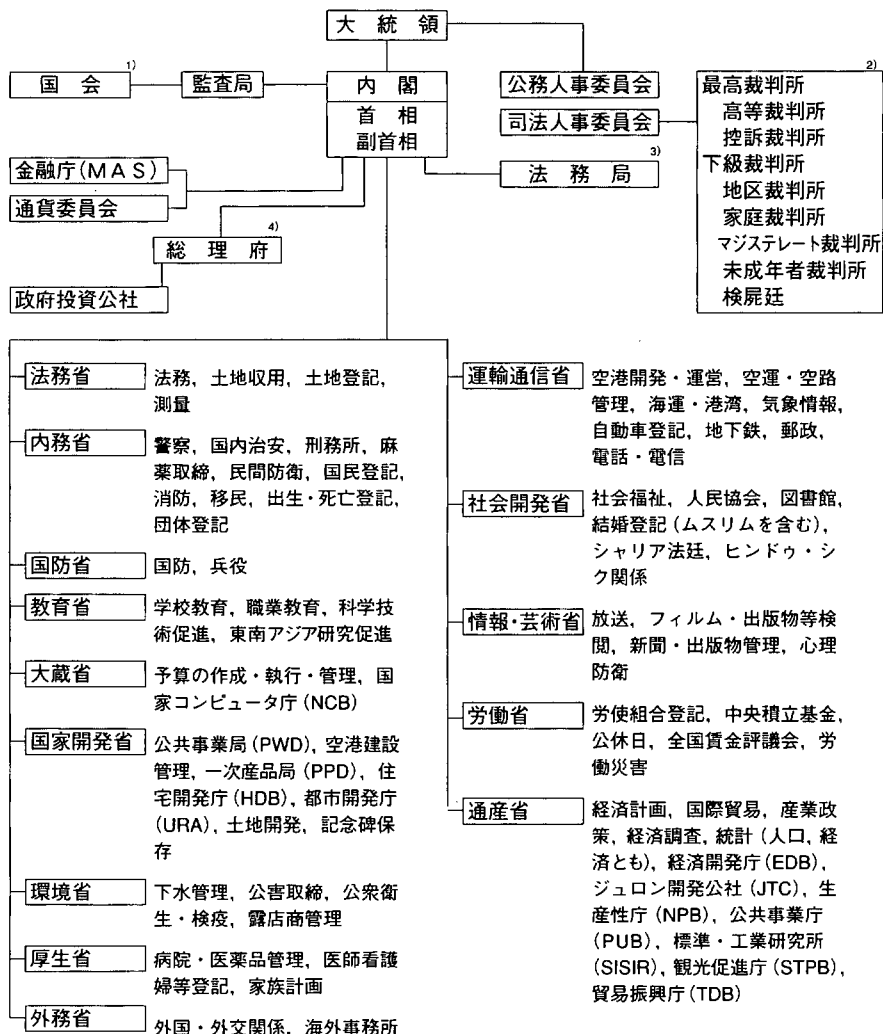 大統領
国会 1)
監査局
内閣
首相
副首相
公務人事委員会
司法人事委員会
法務局 3)
2)
最高裁判所
高等裁判所
控訴裁判所
下級裁判所
地区裁判所
家庭裁判所
マジステレート裁判所
未成年者裁判所
検屍廷
金融庁(MAS)
通貨委員会
総理府 4)
政府投資公社
法務省
法務，土地収用，土地登記，
測量
内務省
警察，国内治安，刑務所，麻
薬取締，民間防衛，国民登記，
消防，移民，出生・死亡登記，
団体登記
国防省
国防，兵役
教育省
学校教育，職業教育，科学技
術促進，東南アジア研究促進
大蔵省
予算の作成・執行・管理，国
家コンピュータ庁(NCB)
国家開発省
公共事業局(PWD)，空港建設
管理，一次産品局(PPD)，住
宅開発庁(HDB)，都市開発庁
(URA)，土地開発，記念碑保
存
環境省
下水管理，公害取締，公衆衛
生・検疫，露店商管理
厚生省
病院・医薬品管理，医師看護
婦等登記，家族計画
外務省
外国・外交関係，海外事務所
運輸通信省
空港開発・運営，空運・空路
管理，海運・港湾，気象情報，
自動車登記，地下鉄，郵政，
電話・電信
社会開発省
社会福祉，人民協会，図書館，
結婚登記(ムスリムを含む)，
シャリア法廷，ヒンドゥ・シ
ク関係
情報・芸術省
放送，フィルム・出版物等検
閲，新聞・出版物管理，心理
防衛
労働省
労使組合登記，中央積立基金，
公休日，全国賃金評議会，労
働災害
通産省
経済計画，国際貿易，産業政
策，経済調査，統計(人口，経
済とも)，経済開発庁(EDB)，
ジュロン開発公社(JTC)，生
産性庁(NPB)，公共事業庁
(PUB)，標準・工業研究所
(SISIR)，観光促進庁(STPB)，
貿易振興庁(TDB)